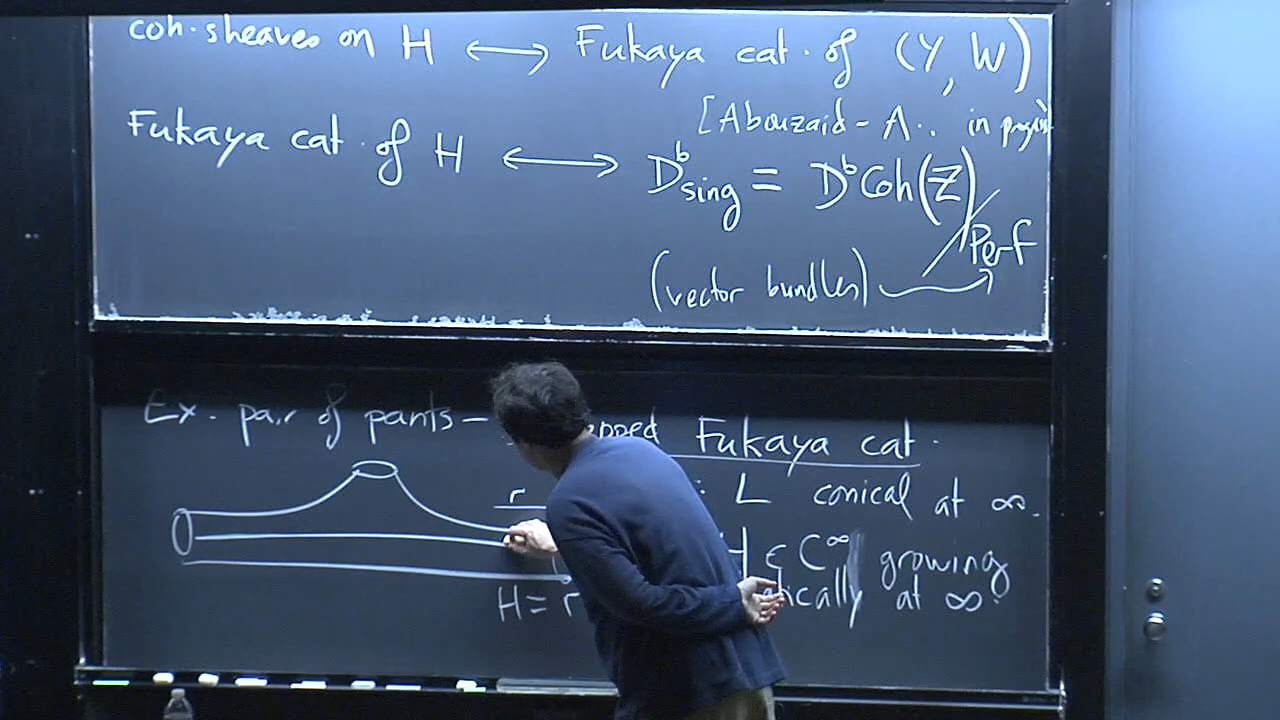 coh. sheaves on H ⟷ Fukaya cat. of (Y, W)
[Abouzaid - A.. in
Fukaya cat. of H ⟷ D^b_sing = D^b Coh(Z) / Perf
(vector bundles)
Ex. pair of pants - Fukaya cat.
r : L conical at ∞.
H ∈ C^∞ growing
H = r at ∞.